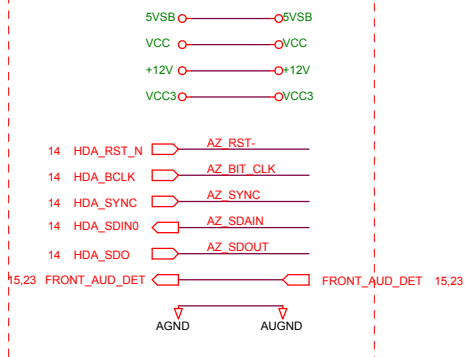 5VSB 5VSB
VCC VCC
+12V +12V
VCC3 VCC3
14 HDA_RST_N AZ_RST-
14 HDA_BCLK AZ_BIT_CLK
14 HDA_SYNC AZ_SYNC
14 HDA_SDIN0 AZ_SDAIN
14 HDA_SDO AZ_SDOUT
15,23 FRONT_AUD_DET FRONT_AUD_DET 15,23
AGND AUGND